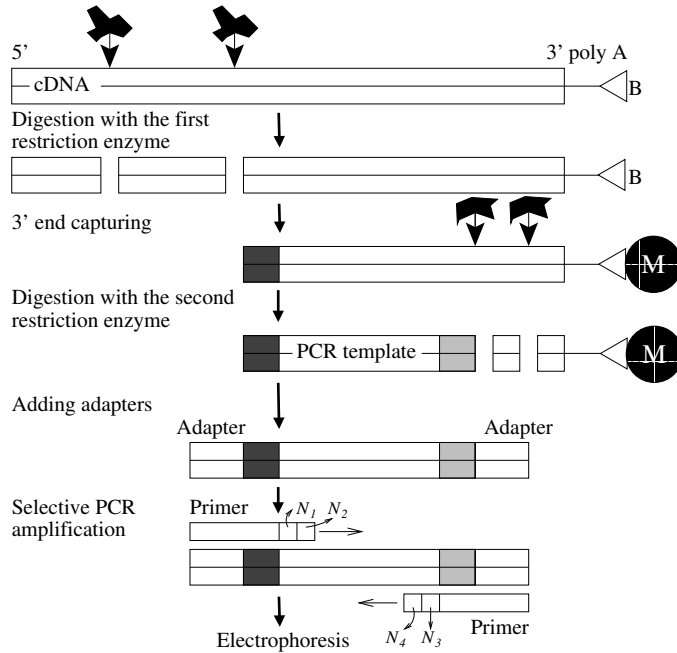 5' 3' poly A
cDNA B
Digestion with the first
restriction enzyme
B
3' end capturing
M
Digestion with the second
restriction enzyme
PCR template M
Adding adapters
Adapter Adapter
Selective PCR
amplification
Primer N1 N2
N4 N3 Primer
Electrophoresis